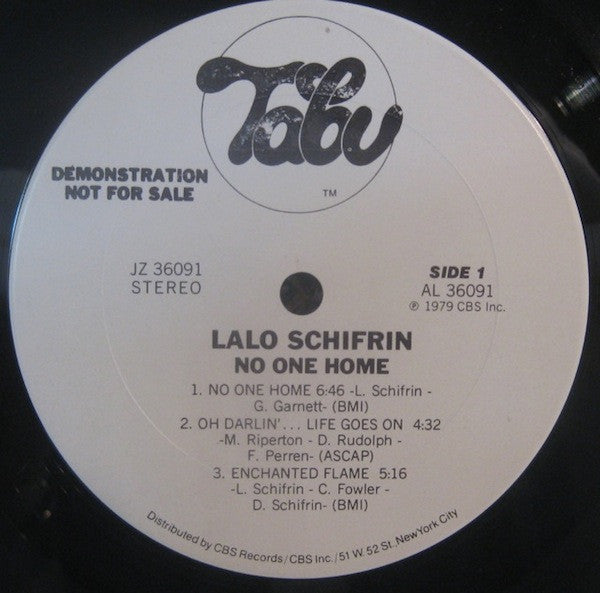 Tabu
TM
DEMONSTRATION
NOT FOR SALE
JZ 36091
STEREO
SIDE 1
AL 36091
℗ 1979 CBS Inc.
LALO SCHIFRIN
NO ONE HOME
1. NO ONE HOME 6:46 -L. Schifrin -
G. Garnett- (BMI)
2. OH DARLIN'... LIFE GOES ON 4:32
-M. Riperton - D. Rudolph -
F. Perren- (ASCAP)
3. ENCHANTED FLAME 5:16
-L. Schifrin - C. Fowler -
D. Schifrin- (BMI)
Distributed by CBS Records/CBS Inc./51 W. 52 St. New York City